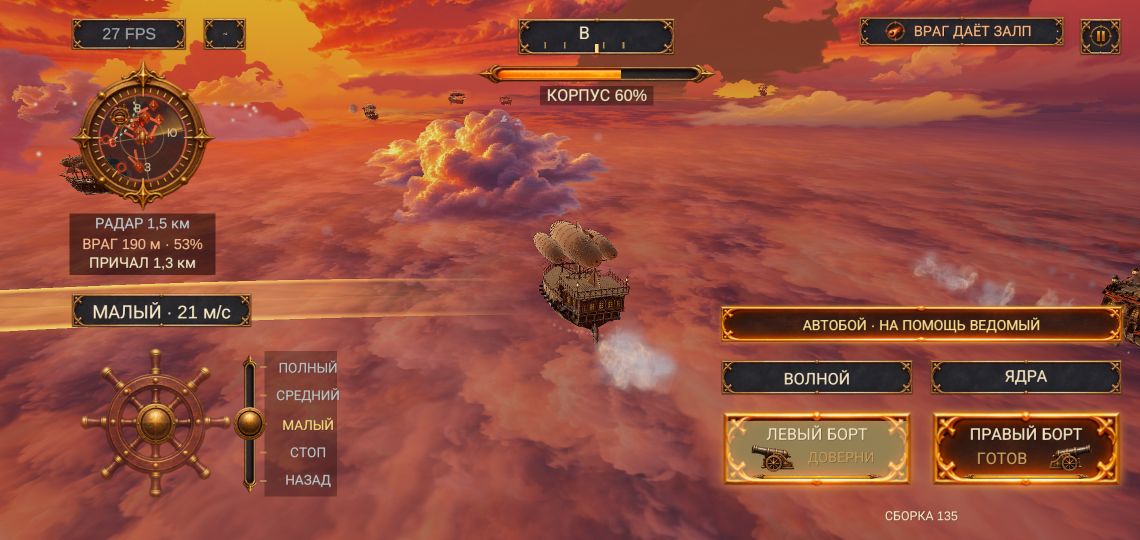 27 FPS
~
В
ВРАГ ДАЁТ ЗАЛП
КОРПУС 60%
В
Ю
З
РАДАР 1,5 км
ВРАГ 190 м · 53%
ПРИЧАЛ 1,3 км
МАЛЫЙ · 21 м/с
ПОЛНЫЙ
СРЕДНИЙ
МАЛЫЙ
СТОП
НАЗАД
АВТОБОЙ · НА ПОМОЩЬ ВЕДОМЫЙ
ВОЛНОЙ
ЯДРА
ЛЕВЫЙ БОРТ
ДОВЕРНИ
ПРАВЫЙ БОРТ
ГОТОВ
СБОРКА 135